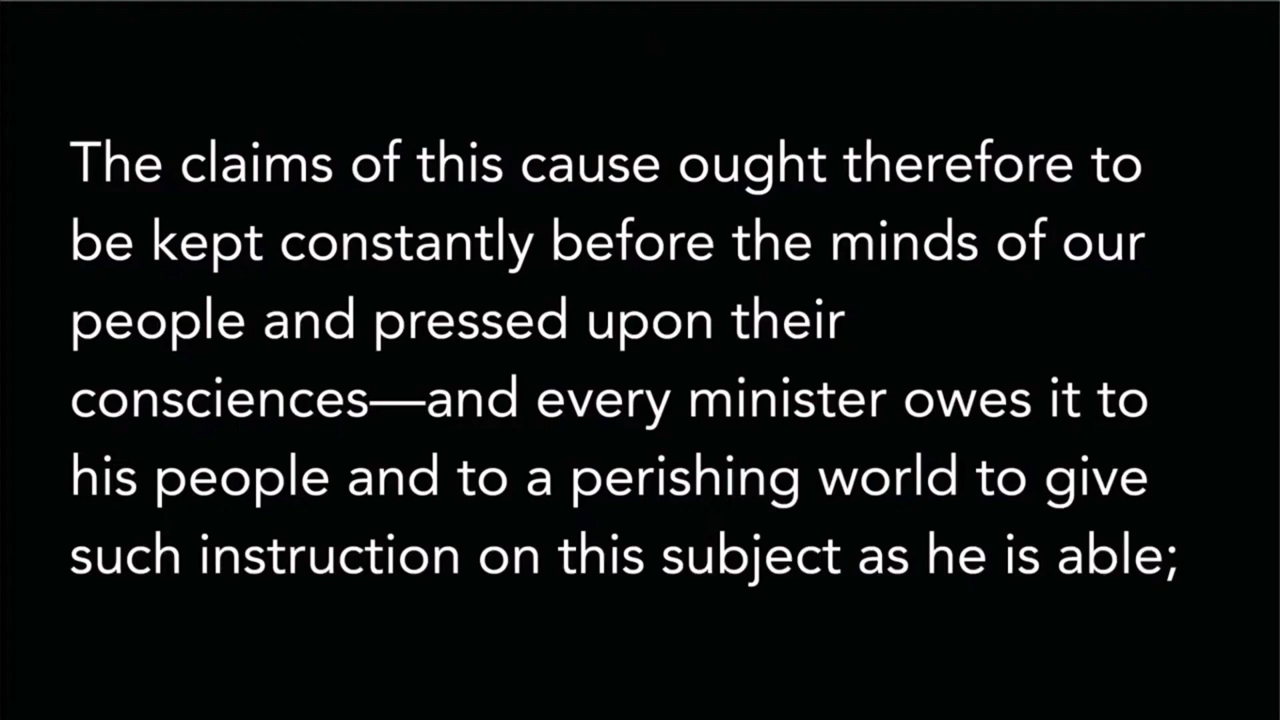 The claims of this cause ought therefore to
be kept constantly before the minds of our
people and pressed upon their
consciences—and every minister owes it to
his people and to a perishing world to give
such instruction on this subject as he is able;